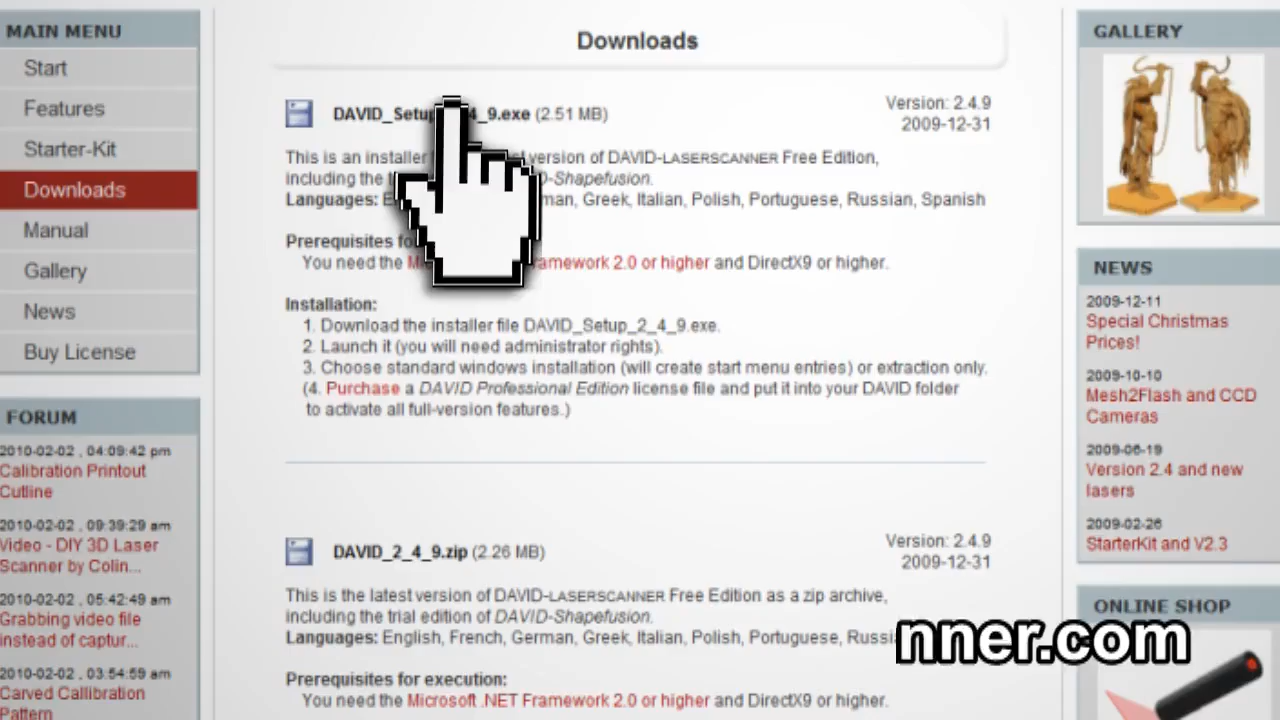 MAIN MENU
Start
Features
Starter-Kit
Downloads
Manual
Gallery
News
Buy License
FORUM
2010-02-02 , 04:09:42 pm
Calibration Printout
Cutline
2010-02-02 , 09:39:29 am
Video - DIY 3D Laser
Scanner by Colin...
2010-02-02 , 05:42:49 am
Grabbing video file
instead of captur...
2010-02-02 , 03:54:59 am
Carved Callibration
Pattern
Downloads
DAVID_Setup 4_9.exe (2.51 MB)
Version: 2.4.9
2009-12-31
This is an installer version of DAVID-LASERSCANNER Free Edition,
including the D-Shapefusion.
Languages: man, Greek, Italian, Polish, Portuguese, Russian, Spanish
Prerequisites
You need the ramework 2.0 or higher and DirectX9 or higher.
Installation:
1. Download the installer file DAVID_Setup_2_4_9.exe.
2. Launch it (you will need administrator rights).
3. Choose standard windows installation (will create start menu entries) or extraction only.
(4. Purchase a DAVID Professional Edition license file and put it into your DAVID folder
to activate all full-version features.)
DAVID_2_4_9.zip (2.26 MB)
Version: 2.4.9
2009-12-31
This is the latest version of DAVID-LASERSCANNER Free Edition as a zip archive,
including the trial edition of DAVID-Shapefusion.
Languages: English, French, German, Greek, Italian, Polish, Portuguese, Russi
Prerequisites for execution:
You need the Microsoft .NET Framework 2.0 or higher and DirectX9 or higher.
GALLERY
NEWS
2009-12-11
Special Christmas
Prices!
2009-10-10
Mesh2Flash and CCD
Cameras
2009-06-19
Version 2.4 and new
lasers
2009-02-26
StarterKit and V2.3
ONLINE SHOP
nner.com